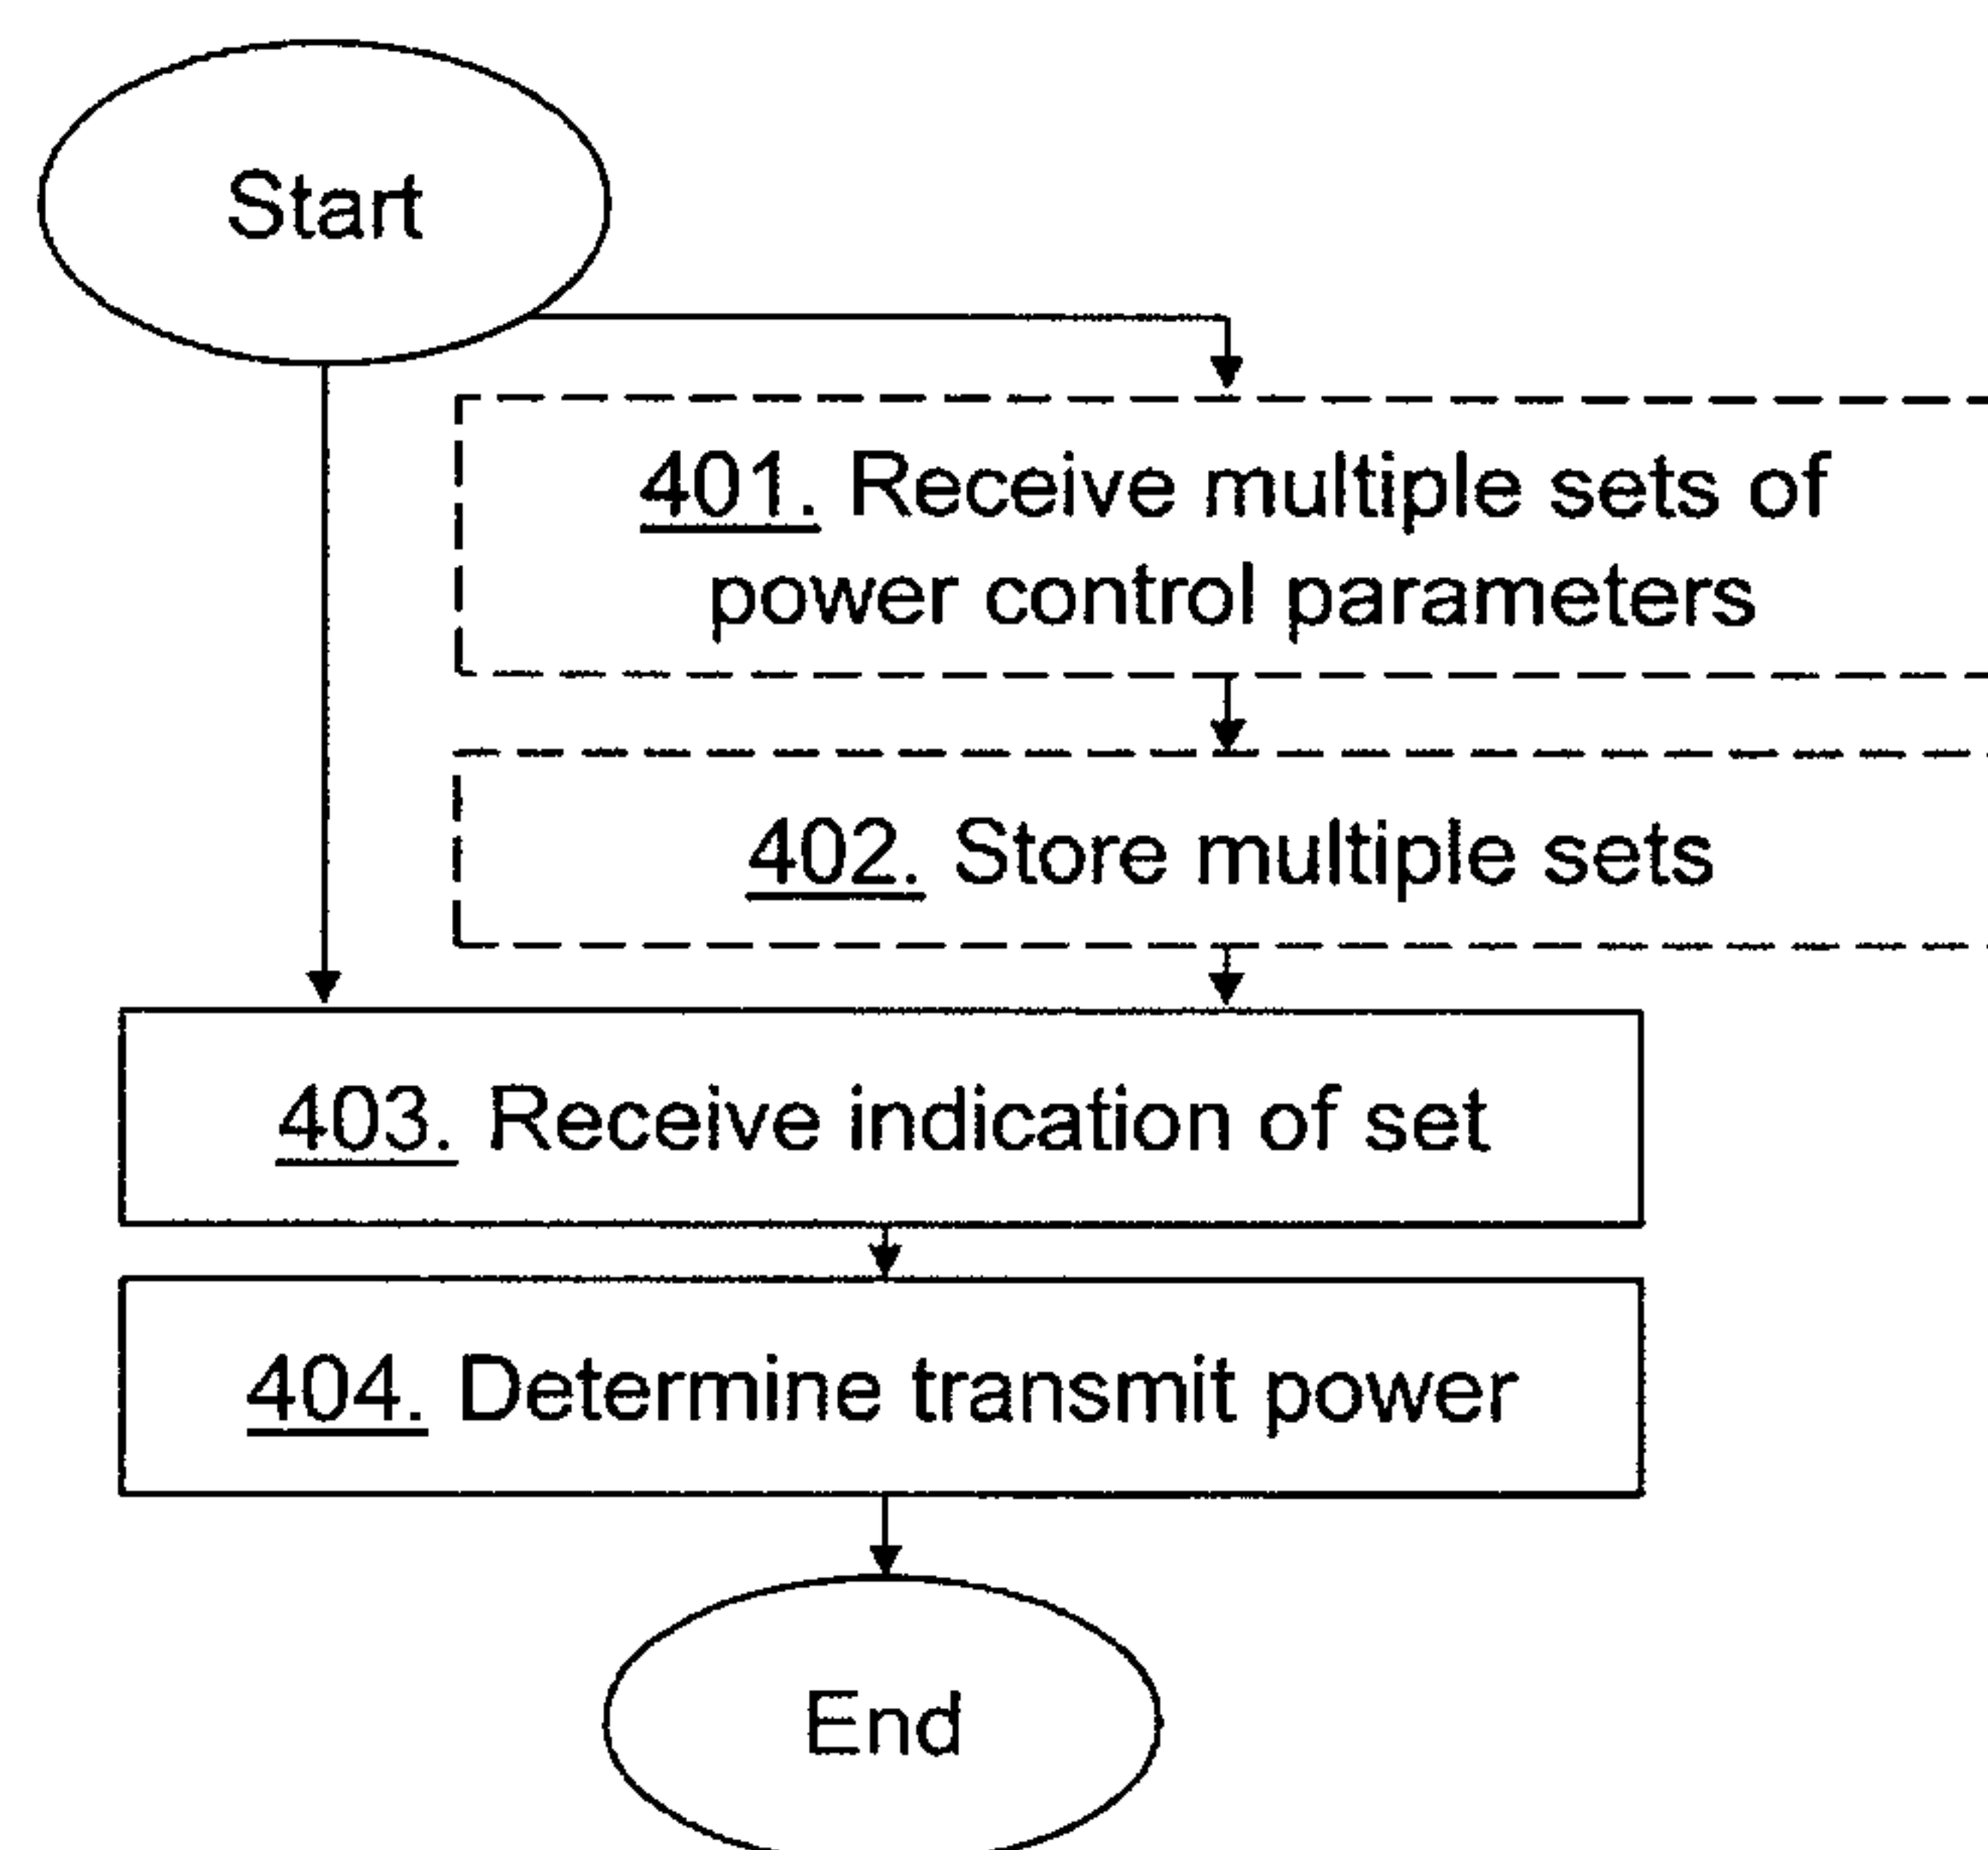 Start
401. Receive multiple sets of
power control parameters
402. Store multiple sets
403. Receive indication of set
404. Determine transmit power
End